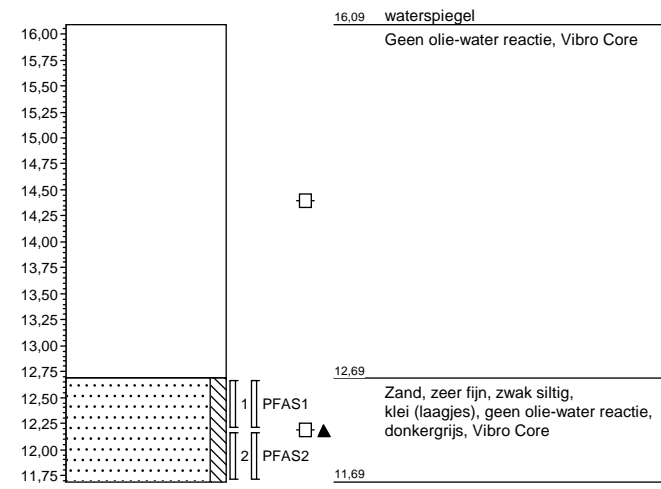 16,09 waterspiegel
Geen olie-water reactie, Vibro Core
16,00
15,75
15,50
15,25
15,00
14,75
14,50
14,25
14,00
13,75
13,50
13,25
13,00
12,75
12,50
12,25
12,00
11,75
12,69
Zand, zeer fijn, zwak siltig,
klei (laagjes), geen olie-water reactie,
donkergrijs, Vibro Core
1 PFAS1
2 PFAS2
11,69